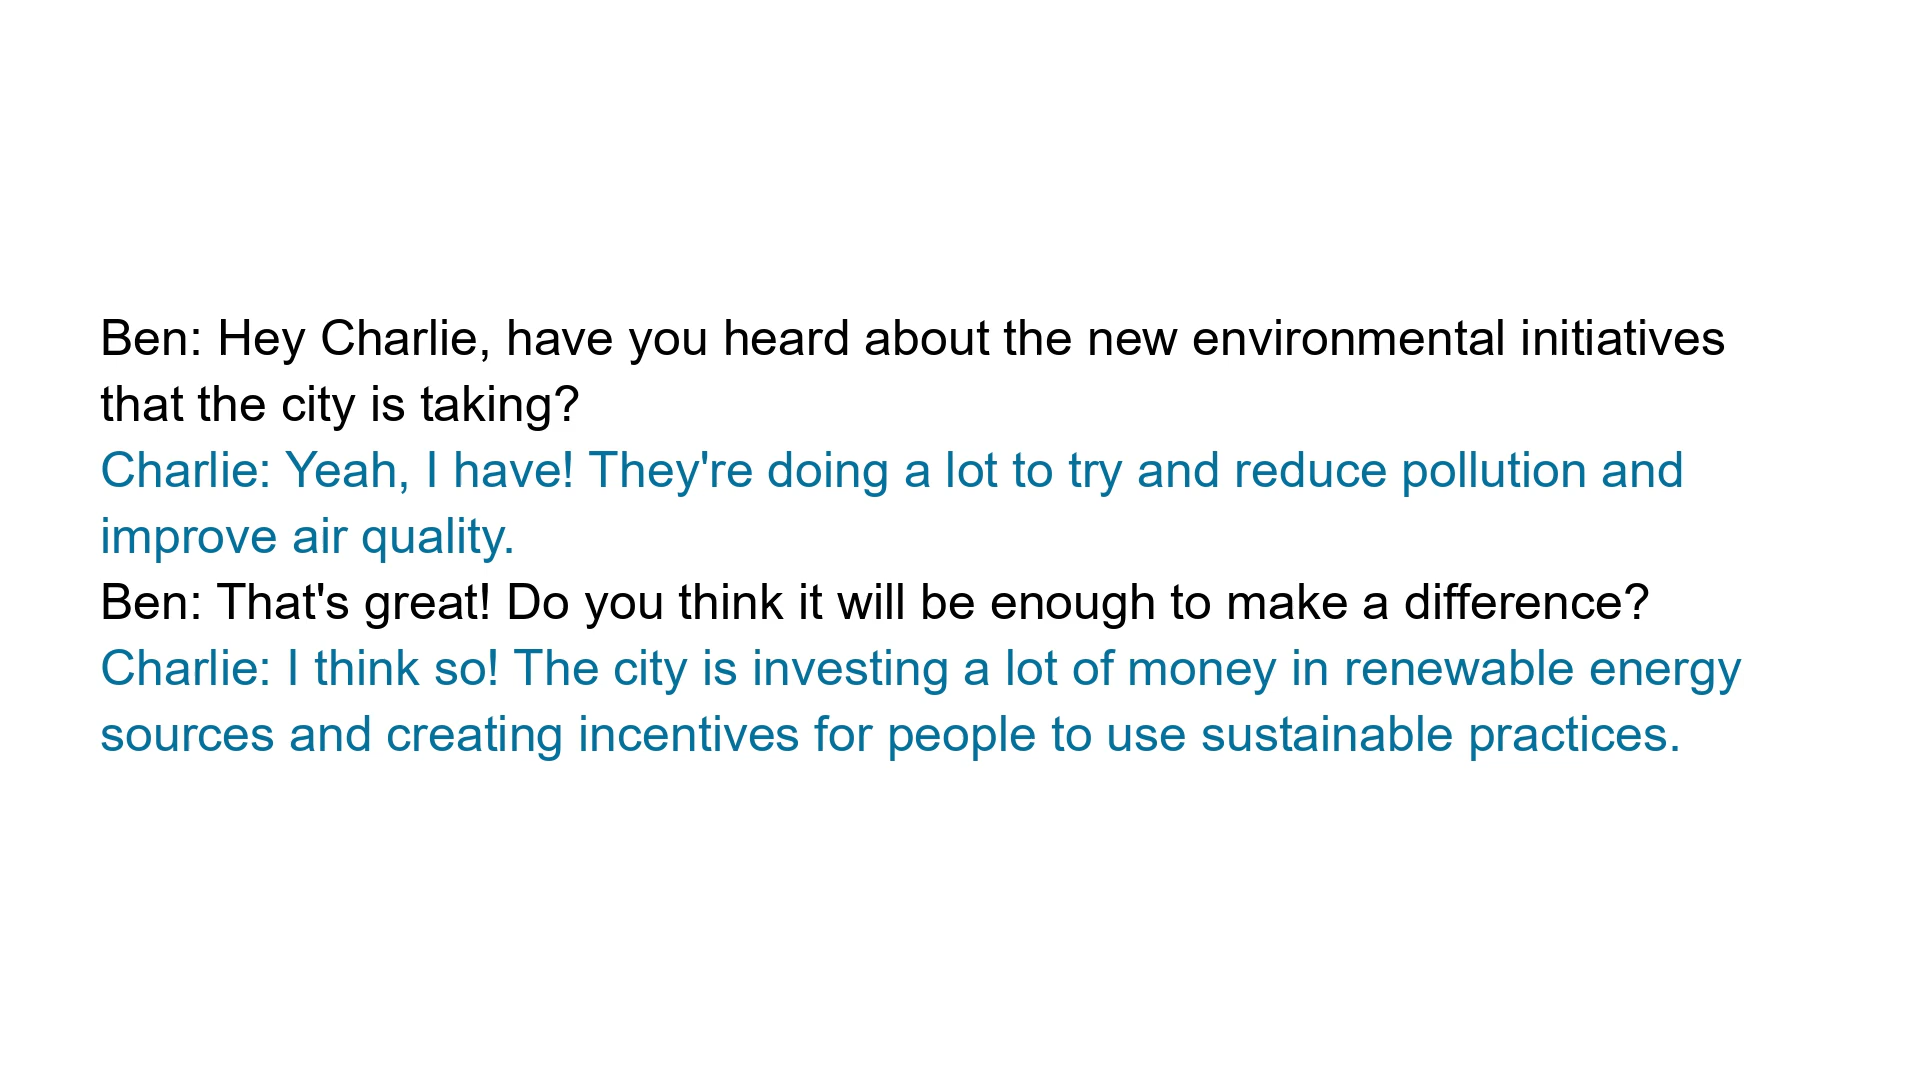 Ben: Hey Charlie, have you heard about the new environmental initiatives
that the city is taking?
Charlie: Yeah, I have! They're doing a lot to try and reduce pollution and
improve air quality.
Ben: That's great! Do you think it will be enough to make a difference?
Charlie: I think so! The city is investing a lot of money in renewable energy
sources and creating incentives for people to use sustainable practices.